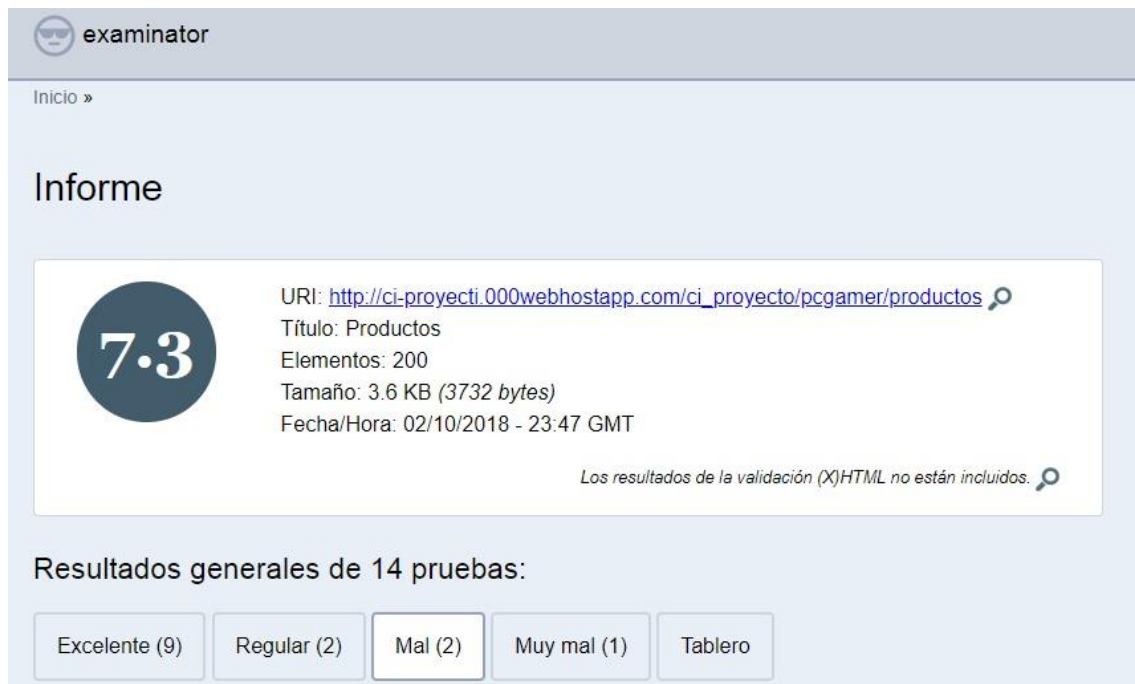 examinator
Inicio »
Informe
7.3
URI: http://ci-proyecti.000webhostapp.com/ci_proyecto/pcgamer/productos
Título: Productos
Elementos: 200
Tamaño: 3.6 KB (3732 bytes)
Fecha/Hora: 02/10/2018 - 23:47 GMT
Los resultados de la validación (X)HTML no están incluidos.
Resultados generales de 14 pruebas:
Excelente (9) Regular (2) Mal (2) Muy mal (1) Tablero